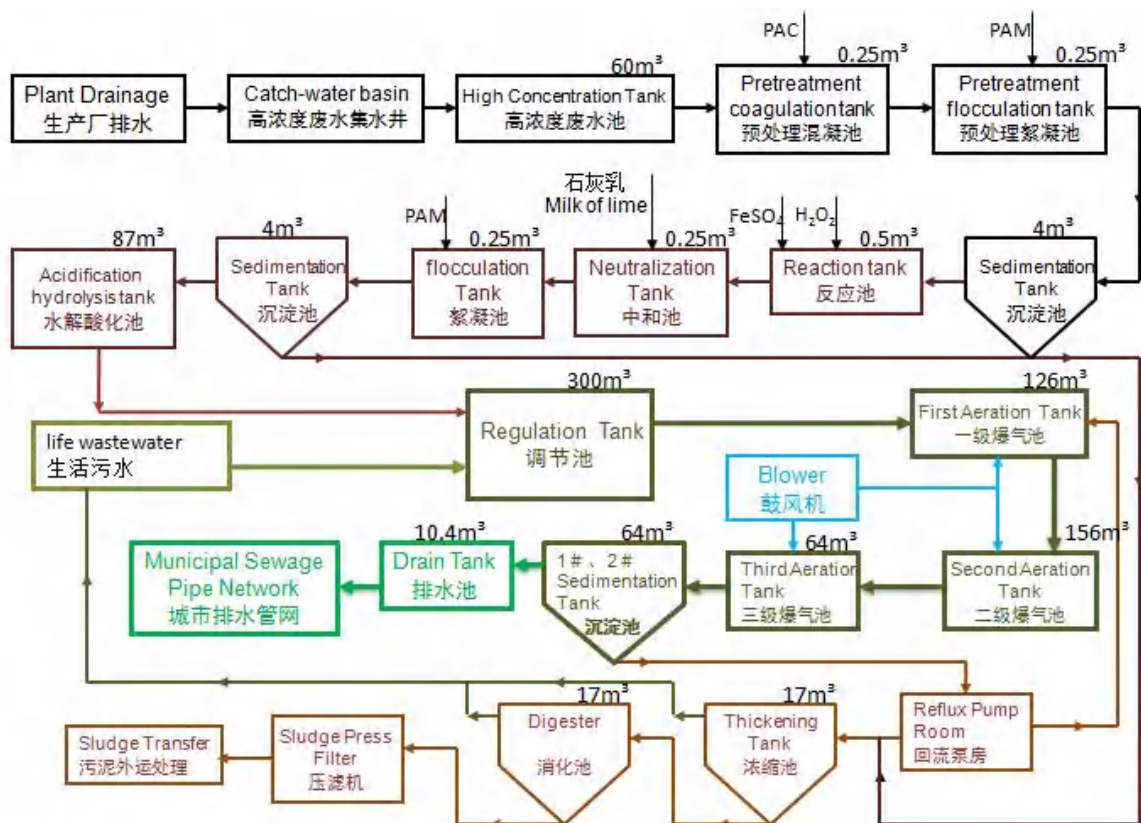 PAC
PAM
60m³
0.25m³
0.25m³
Plant Drainage
生产厂排水
Catch-water basin
高浓度废水集水井
High Concentration Tank
高浓度废水池
Pretreatment
coagulation tank
预处理混凝池
Pretreatment
flocculation tank
预处理絮凝池
石灰乳
Milk of lime
PAM
FeSO₄
H₂O₂
87m³
4m³
0.25m³
0.25m³
0.5m³
4m³
Acidification
hydrolysis tank
水解酸化池
Sedimentation
Tank
沉淀池
flocculation
Tank
絮凝池
Neutralization
Tank
中和池
Reaction tank
反应池
Sedimentation
Tank
沉淀池
300m³
126m³
life wastewater
生活污水
Regulation Tank
调节池
First Aeration Tank
一级爆气池
Blower
鼓风机
10,4m³
64m³
64m³
156m³
Municipal Sewage
Pipe Network
城市排水管网
Drain Tank
排水池
1#、2#
Sedimentation
Tank
沉淀池
Third Aeration
Tank
三级爆气池
Second Aeration
Tank
二级爆气池
17m³
17m³
Sludge Transfer
污泥外运处理
Sludge Press
Filter
压滤机
Digester
消化池
Thickening
Tank
浓缩池
Reflux Pump
Room
回流泵房